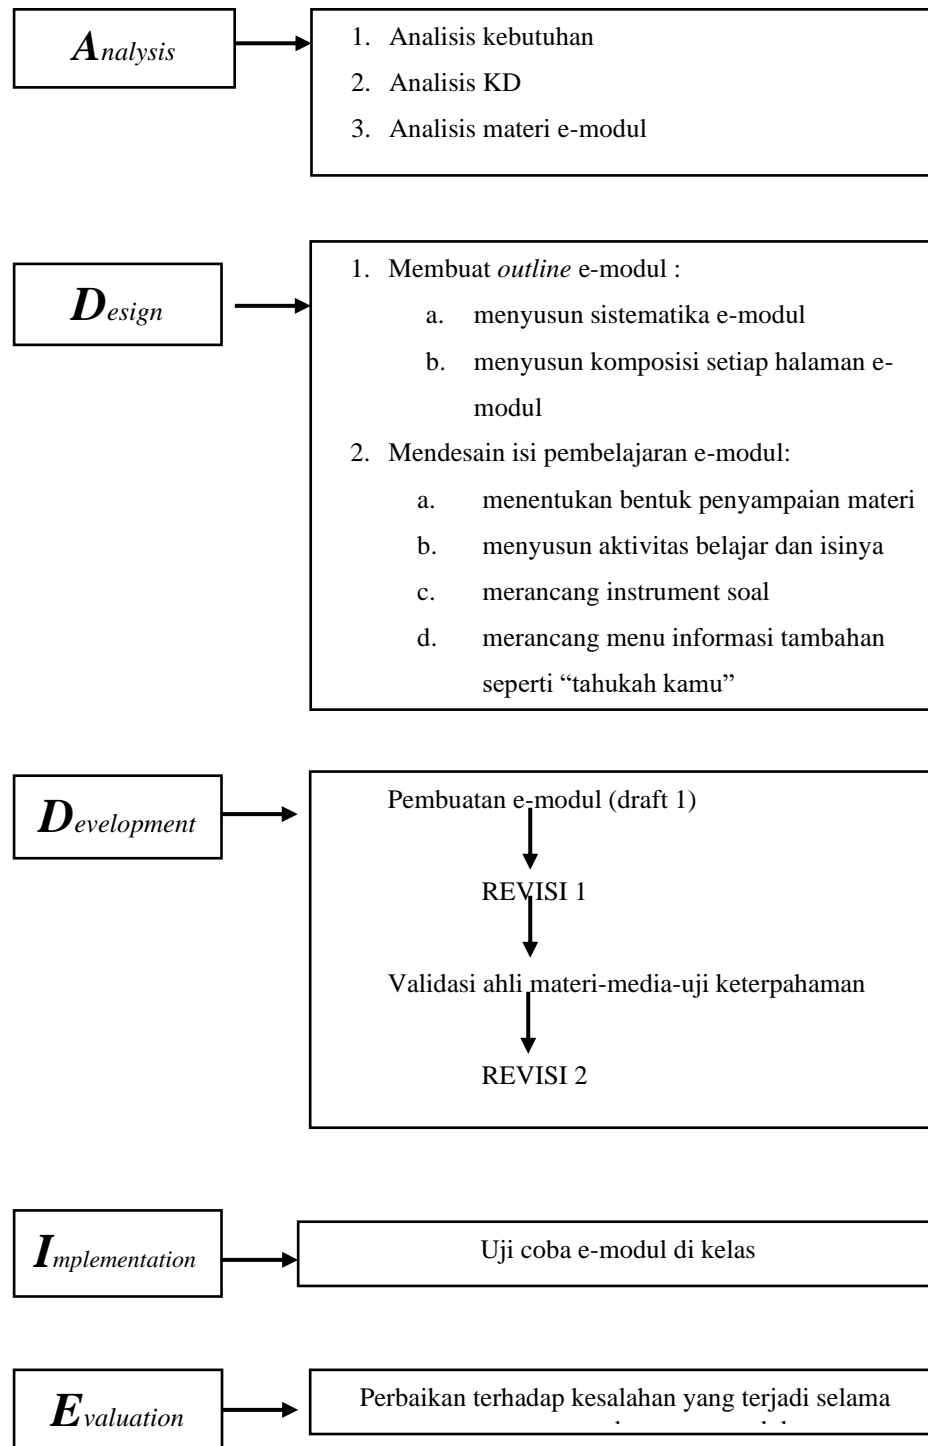 Analysis
1. Analisis kebutuhan
2. Analisis KD
3. Analisis materi e-modul
Design
1. Membuat outline e-modul :
a. menyusun sistematika e-modul
b. menyusun komposisi setiap halaman e-
modul
2. Mendesain isi pembelajaran e-modul:
a. menentukan bentuk penyampaian materi
b. menyusun aktivitas belajar dan isinya
c. merancang instrument soal
d. merancang menu informasi tambahan
seperti “tahukah kamu”
Development
Pembuatan e-modul (draft 1)
REVISI 1
Validasi ahli materi-media-uji keterpahaman
REVISI 2
Implementation
Uji coba e-modul di kelas
Evaluation
Perbaikan terhadap kesalahan yang terjadi selama